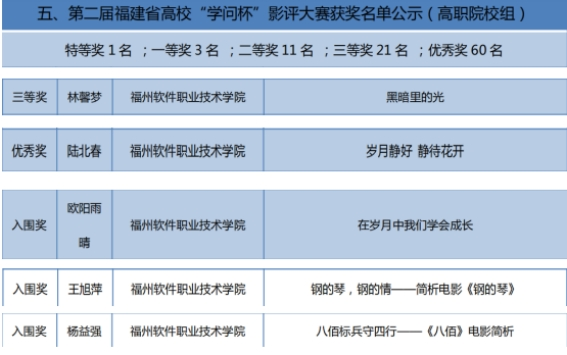 五、第二届福建省高校“学问杯”影评大赛获奖名单公示（高职院校组）
特等奖 1 名 ；一等奖 3 名 ；二等奖 11 名 ；三等奖 21 名 ；优秀奖 60 名
三等奖 林馨梦 福州软件职业技术学院 黑暗里的光
优秀奖 陆北春 福州软件职业技术学院 岁月静好 静待花开
入围奖 欧阳雨晴 福州软件职业技术学院 在岁月中我们学会成长
入围奖 王旭萍 福州软件职业技术学院 钢的琴，钢的情——简析电影《钢的琴》
入围奖 杨益强 福州软件职业技术学院 八佰标兵守四行——《八佰》电影简析